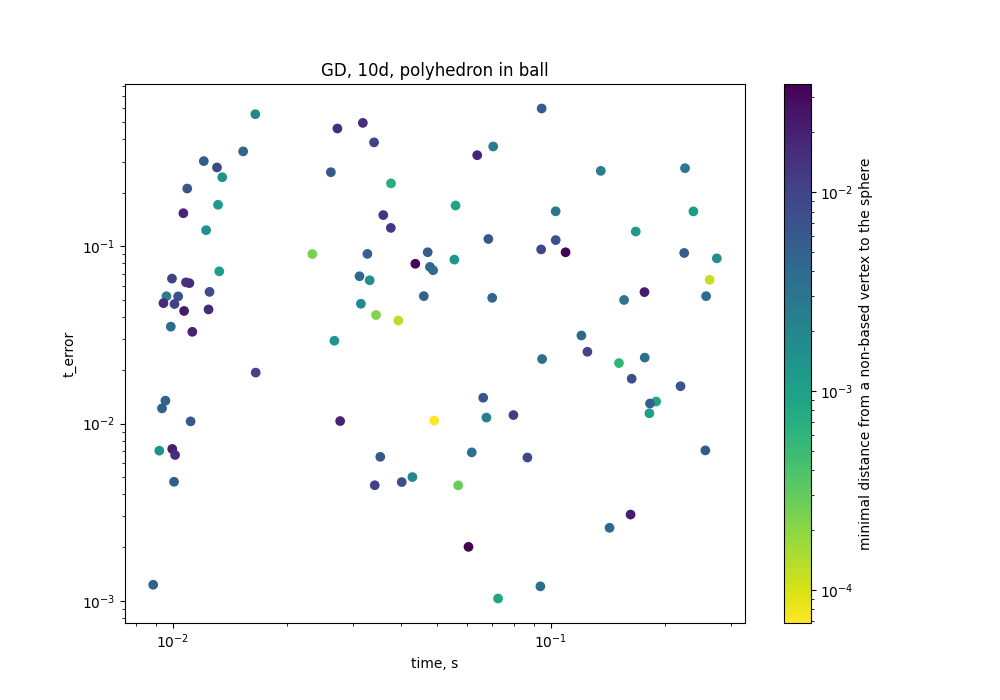 GD, 10d, polyhedron in ball
t_error
10⁻¹
10⁻²
10⁻³
10⁻²
10⁻¹
time, s
10⁻²
10⁻³
10⁻⁴
minimal distance from a non-based vertex to the sphere